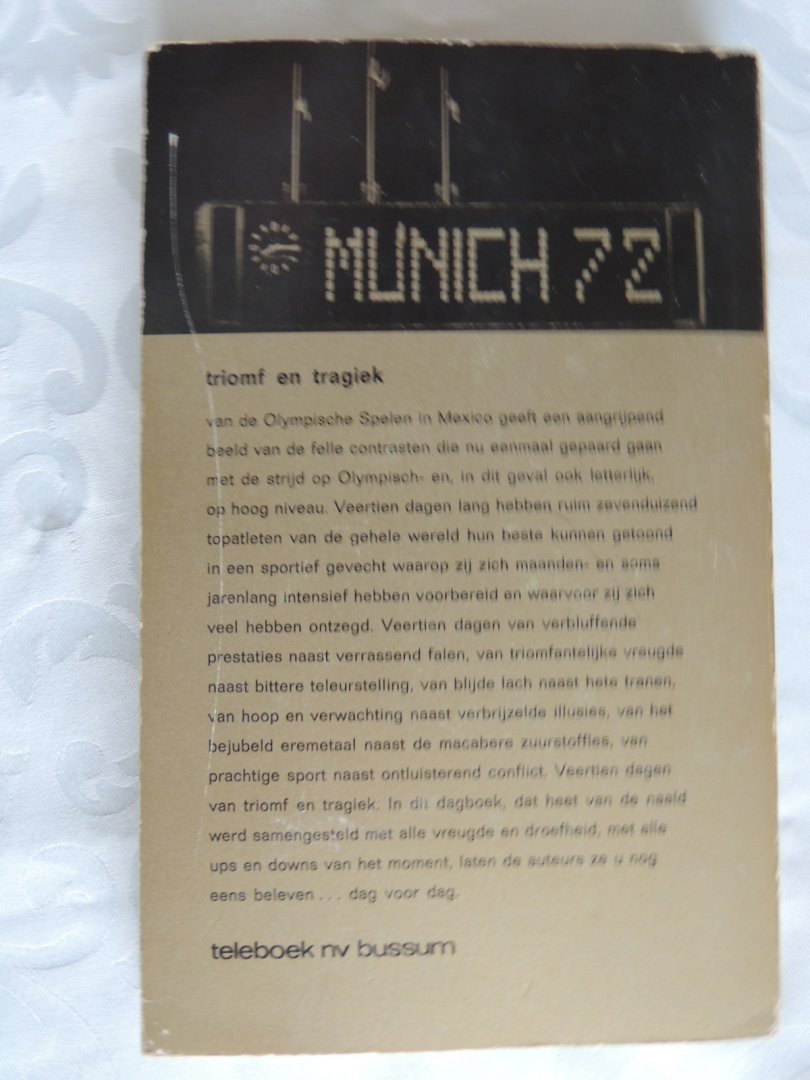 MUNICH 72
triomf en tragiek
van de Olympische Spelen in Mexico geeft een aangrijpend
beeld van de felle contrasten die nu eenmaal gepaard gaan
met de strijd op Olympisch- en, in dit geval ook letterlijk,
op hoog niveau. Veertien dagen lang hebben ruim zevenduizend
topatleten van de gehele wereld hun beste kunnen getoond
in een sportief gevecht waarop zij zich maanden- en soms
jarenlang intensief hebben voorbereid en waarvoor zij zich
veel hebben ontzegd. Veertien dagen van verbluffende
prestaties naast verrassend falen, van triomfantelijke vreugde
naast bittere teleurstelling, van blijde lach naast hete tranen,
van hoop en verwachting naast verbrijzelde illusies, van het
bejubeld eremetaal naast de macabere zuurstoffles, van
prachtige sport naast ontluisterend conflict. Veertien dagen
van triomf en tragiek. In dit dagboek, dat heet van de naald
werd samengesteld met alle vreugde en droefheid, met alle
ups en downs van het moment, laten de auteurs ze u nog
eens beleven ... dag voor dag.
teleboek nv bussum